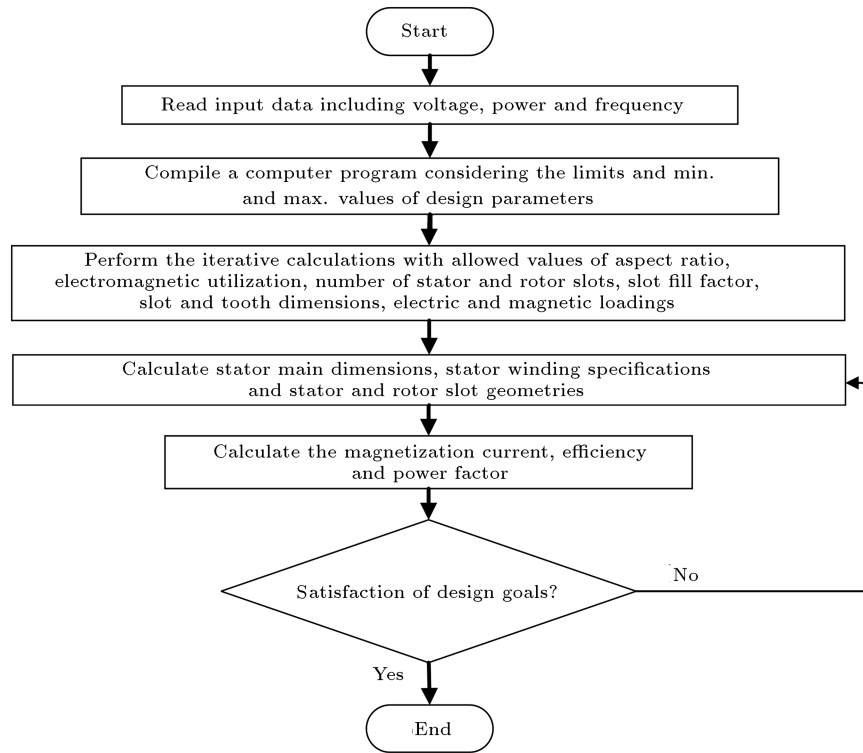 Start
Read input data including voltage, power and frequency
Compile a computer program considering the limits and min.
and max. values of design parameters
Perform the iterative calculations with allowed values of aspect ratio,
electromagnetic utilization, number of stator and rotor slots, slot fill factor,
slot and tooth dimensions, electric and magnetic loadings
Calculate stator main dimensions, stator winding specifications
and stator and rotor slot geometries
Calculate the magnetization current, efficiency
and power factor
Satisfaction of design goals?
No
Yes
End